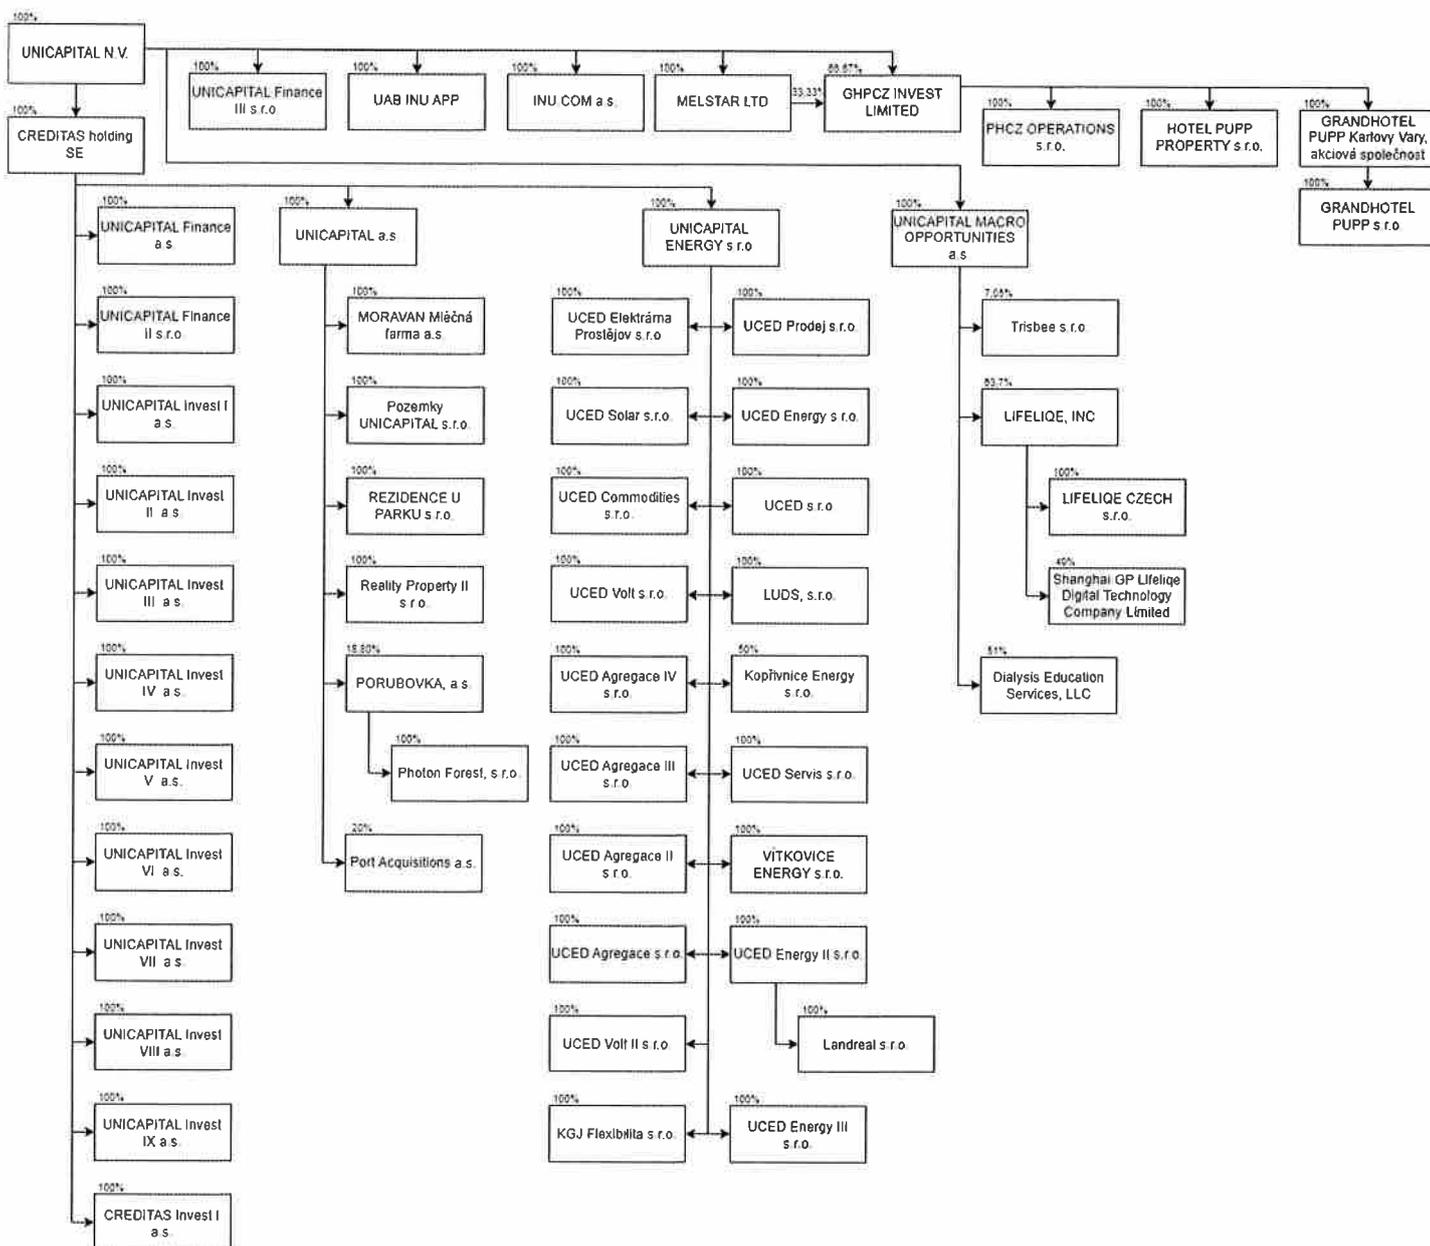 100%
UNICAPITAL N.V.
100%
CREDITAS holding
SE
100%
UNICAPITAL Finance
III s.r.o
100%
UAB INU APP
100%
INU.COM a s.
100%
MELSTAR LTD
33,33%
66,67%
GHPCZ INVEST
LIMITED
100%
PHCZ OPERATIONS
s.r.o.
100%
HOTEL PUPP
PROPERTY s r.o.
100%
GRANDHOTEL
PUPP Karlovy Vary,
akciová společnost
100%
GRANDHOTEL
PUPP s.r.o
100%
UNICAPITAL Finance
a.s
100%
UNICAPITAL Finance
II s.r.o
100%
UNICAPITAL Invest I
a.s.
100%
UNICAPITAL Invest
II a s
100%
UNICAPITAL Invest
III a s.
100%
UNICAPITAL Invest
IV a s.
100%
UNICAPITAL Invest
V a.s.
100%
UNICAPITAL Invest
VI a s.
100%
UNICAPITAL Invest
VII a s
100%
UNICAPITAL Invest
VIII a s
100%
UNICAPITAL Invest
IX a s.
100%
CREDITAS Invest I
a s.
100%
UNICAPITAL a.s
100%
MORAVAN Mléčná
farma a.s
100%
Pozemky
UNICAPITAL s.r.o.
100%
REZIDENCE U
PARKU s r.o.
100%
Reality Property II
s r o.
18,80%
PORUBOVKA, a s.
100%
Photon Forest, s r.o.
20%
Port Acquisitions a.s.
100%
UNICAPITAL
ENERGY s r.o
100%
UCED Elektrárna
Prostějov s r.o
100%
UCED Prodej s.r.o.
100%
UCED Solar s.r.o.
100%
UCED Energy s r.o.
100%
UCED Commodities
s.r.o.
100%
UCED s r.o
100%
UCED Volt s r.o.
100%
LUDS, s.r.o.
100%
UCED Agregace IV
s r.o.
50%
Kopřivnice Energy
s r.o.
100%
UCED Agregace III
s.r.o.
100%
UCED Servis s r.o.
100%
UCED Agregace II
s r.o.
100%
VÍTKOVICE
ENERGY s.r.o.
100%
UCED Agregace s r.o.
100%
UCED Energy II s.r.o.
100%
Landreal s r.o
100%
UCED Volt II s r.o
100%
KGJ Flexibilita s r.o.
100%
UCED Energy III
s.r.o.
100%
UNICAPITAL MACRO
OPPORTUNITIES
a.s
7,05%
Trisbee s r.o.
83,7%
LIFELIQE, INC
100%
LIFELIQE CZECH
s.r.o.
49%
Shanghai GP Lifeliqe
Digital Technology
Company Limited
51%
Dialysis Education
Services, LLC